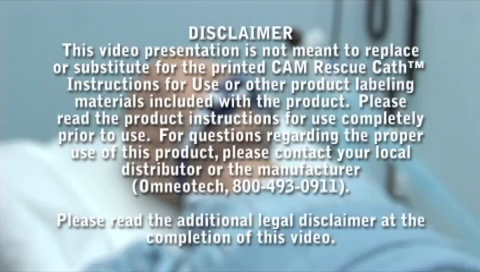 DISCLAIMER
This video presentation is not meant to replace
or substitute for the printed CAM Rescue Cath™
Instructions for Use or other product labeling
materials included with the product. Please
read the product instructions for use completely
prior to use. For questions regarding the proper
use of this product, please contact your local
distributor or the manufacturer
(Omneotech, 800-493-0911).
Please read the additional legal disclaimer at the
completion of this video.